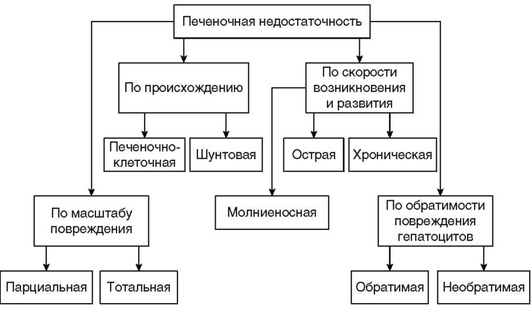 Печеночная недостаточность
По происхождению
По скорости
возникновения
и развития
Печеночно-
клеточная
Шунтовая
Острая
Хроническая
По масштабу
повреждения
Молниеносная
По обратимости
повреждения
гепатоцитов
Парциальная
Тотальная
Обратимая
Необратимая